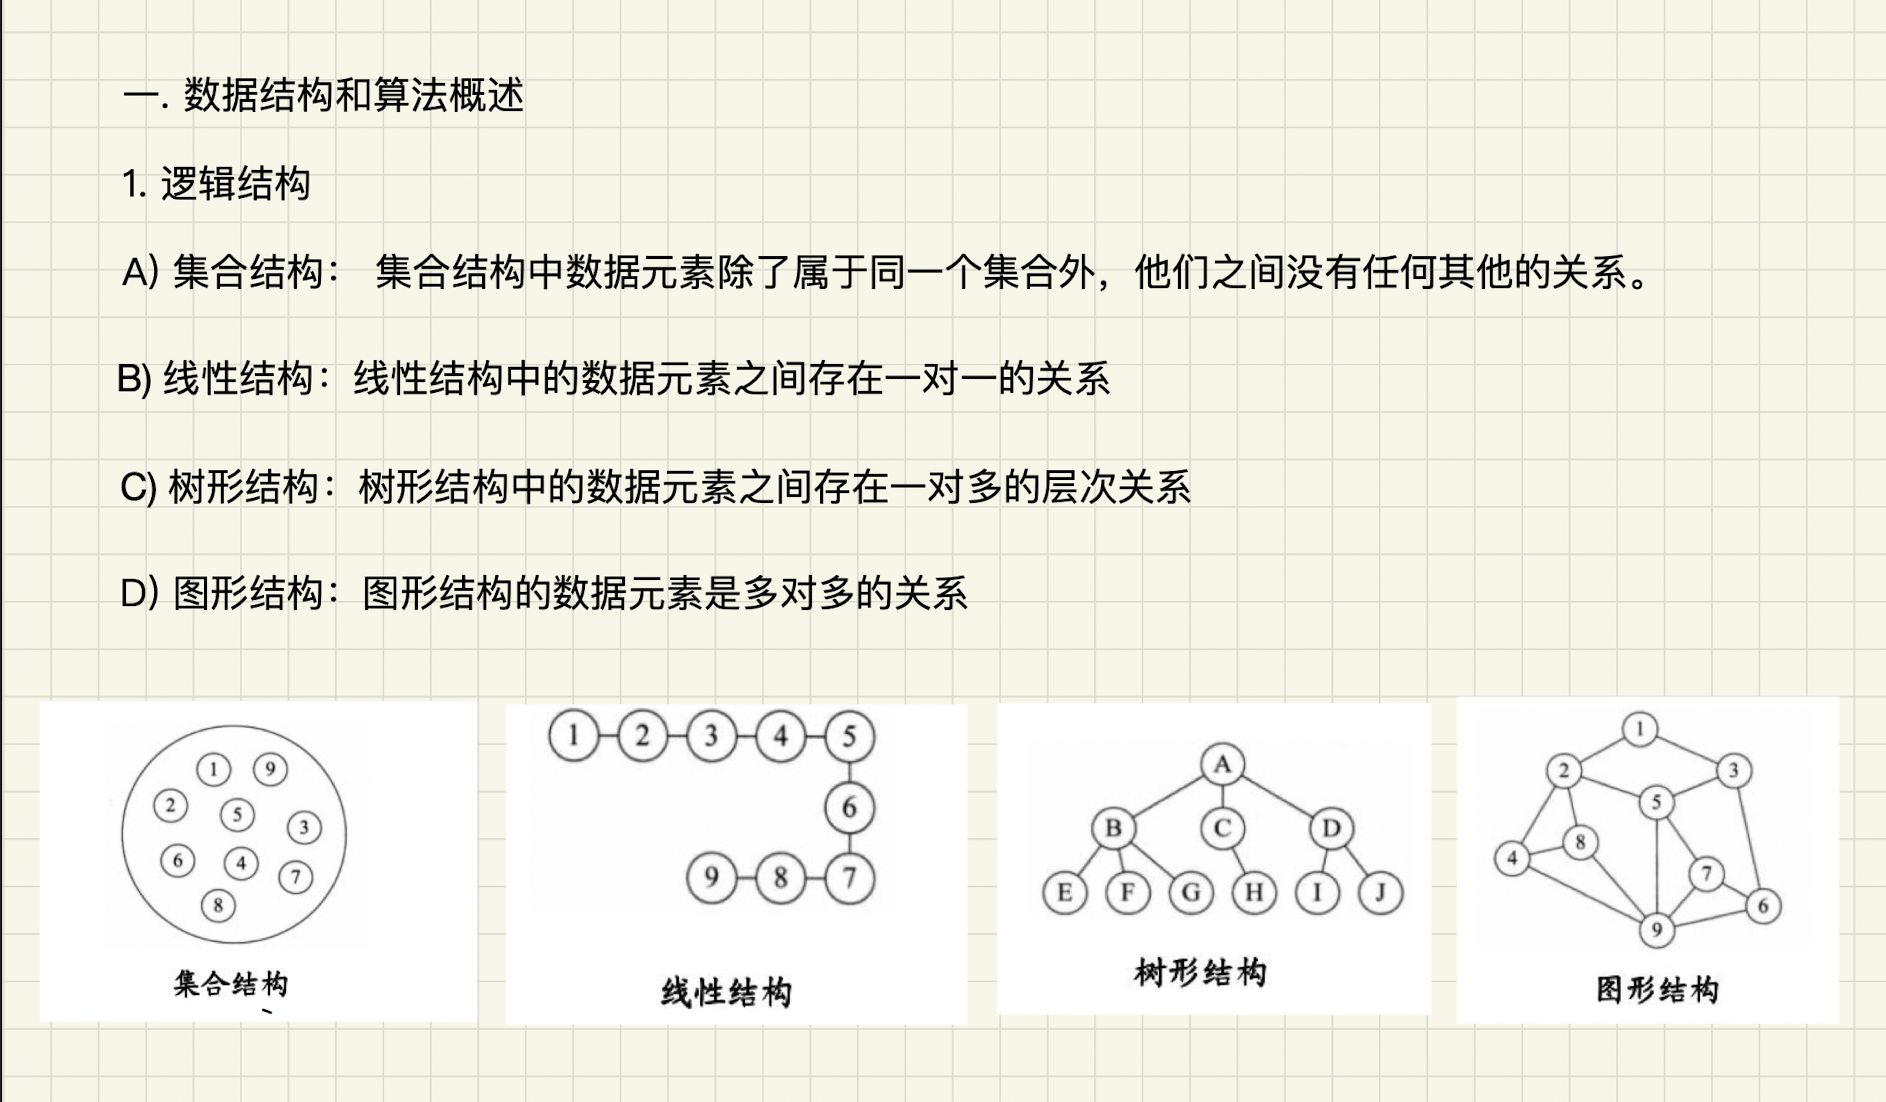 一. 数据结构和算法概述
1. 逻辑结构
A) 集合结构： 集合结构中数据元素除了属于同一个集合外，他们之间没有任何其他的关系。
B) 线性结构：线性结构中的数据元素之间存在一对一的关系
C) 树形结构：树形结构中的数据元素之间存在一对多的层次关系
D) 图形结构：图形结构的数据元素是多对多的关系
1 9
2 5 3
6 4 7
8
集合结构
1 2 3 4 5
6
9 8 7
线性结构
A
B C D
E F G H I J
树形结构
1
2 3
5
8
4
7
6
9
图形结构